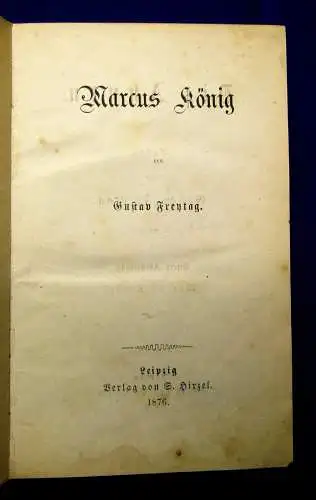 Marcus König
von
Gustav Freytag.
Leipzig
Verlag von S. Hirzel.
1876.